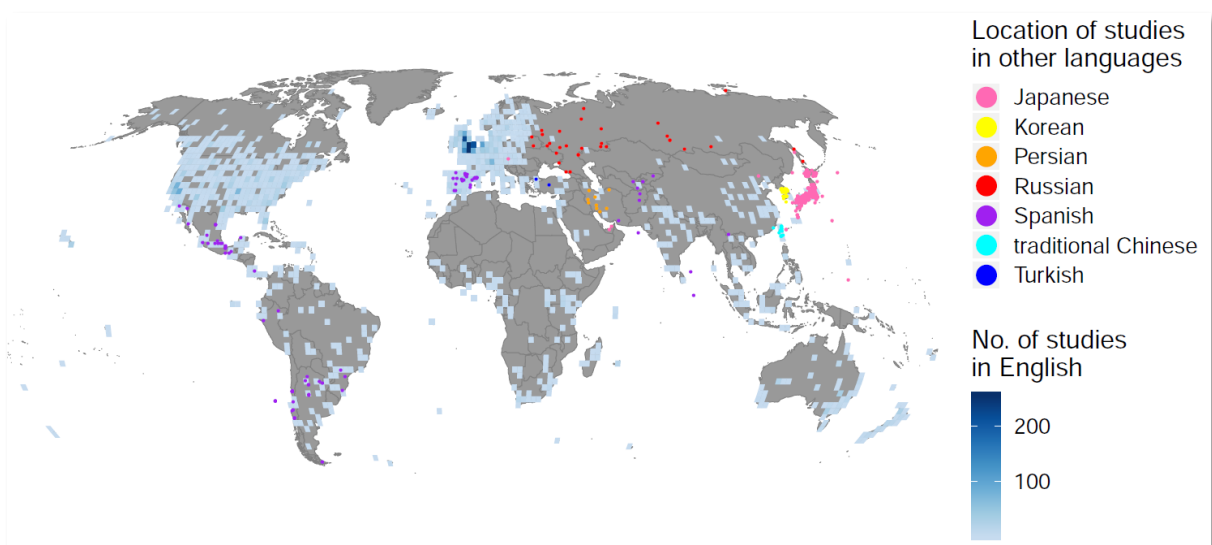 Location of studies
in other languages
Japanese
Korean
Persian
Russian
Spanish
traditional Chinese
Turkish
No. of studies
in English
200
100